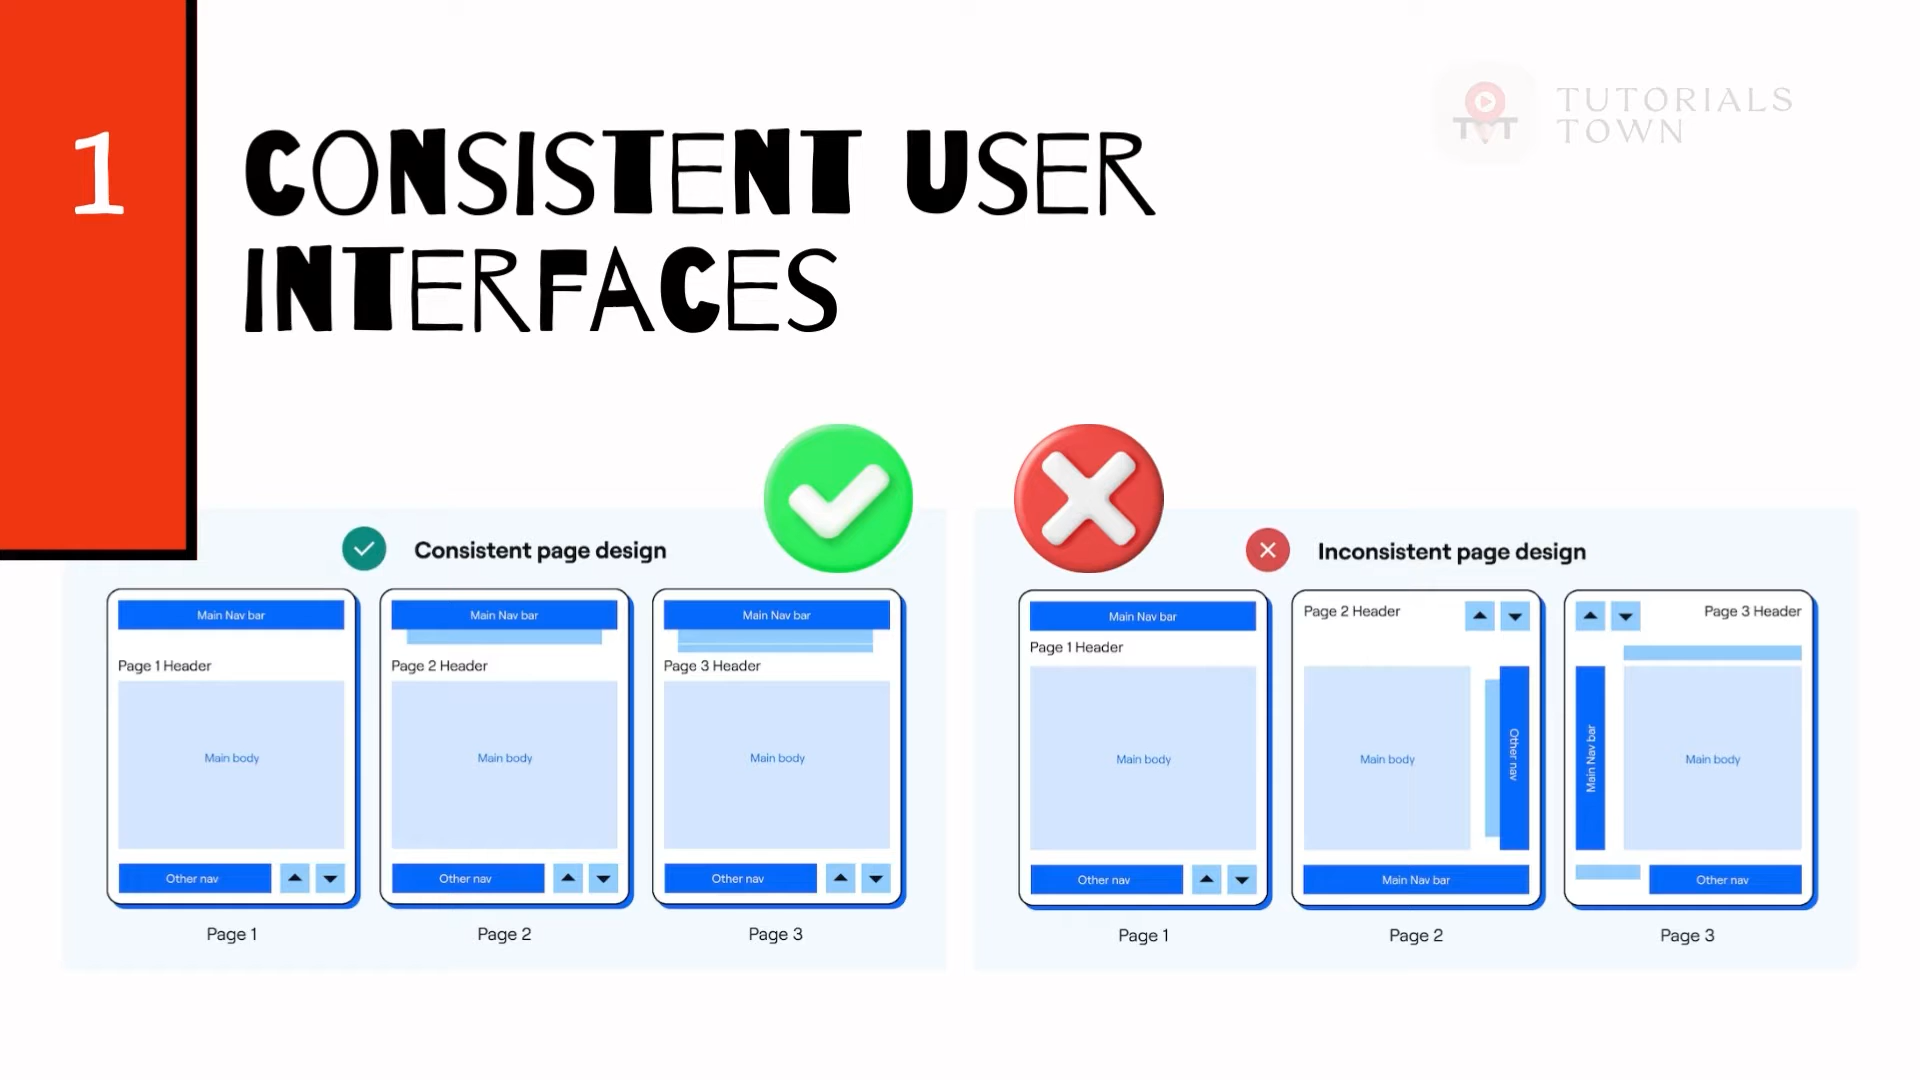 1
CONSISTENT USER
INTERFACES
TUTORIALS
TOWN
TVT
Consistent page design
Main Nav bar
Page 1 Header
Main body
Other nav
Page 1
Main Nav bar
Page 2 Header
Main body
Other nav
Page 2
Main Nav bar
Page 3 Header
Main body
Other nav
Page 3
Inconsistent page design
Main Nav bar
Page 1 Header
Main body
Other nav
Page 1
Page 2 Header
Main body
Other nav
Main Nav bar
Page 2
Page 3 Header
Main Nav bar
Main body
Other nav
Page 3